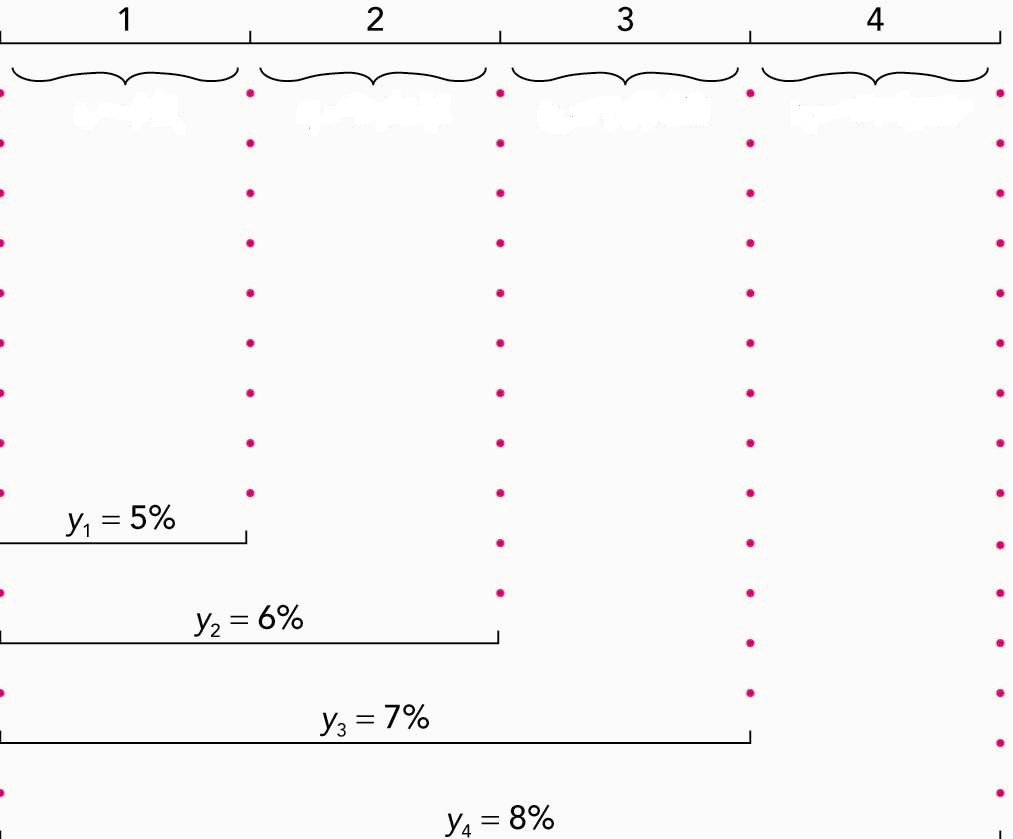 1 2 3 4
y₁ = 5%
y₂ = 6%
y₃ = 7%
y₄ = 8%